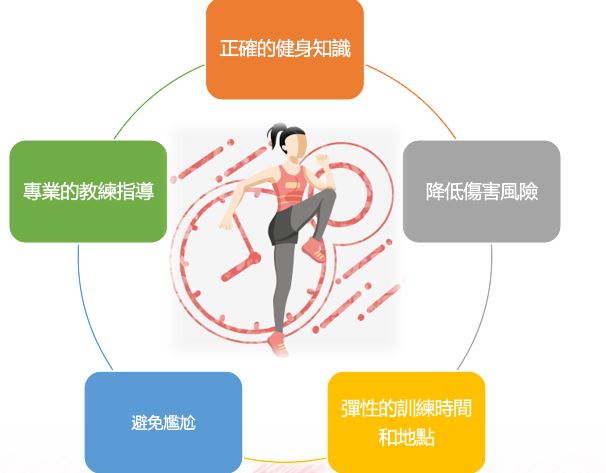 正確的健身知識
專業的教練指導
降低傷害風險
避免尷尬
彈性的訓練時間
和地點